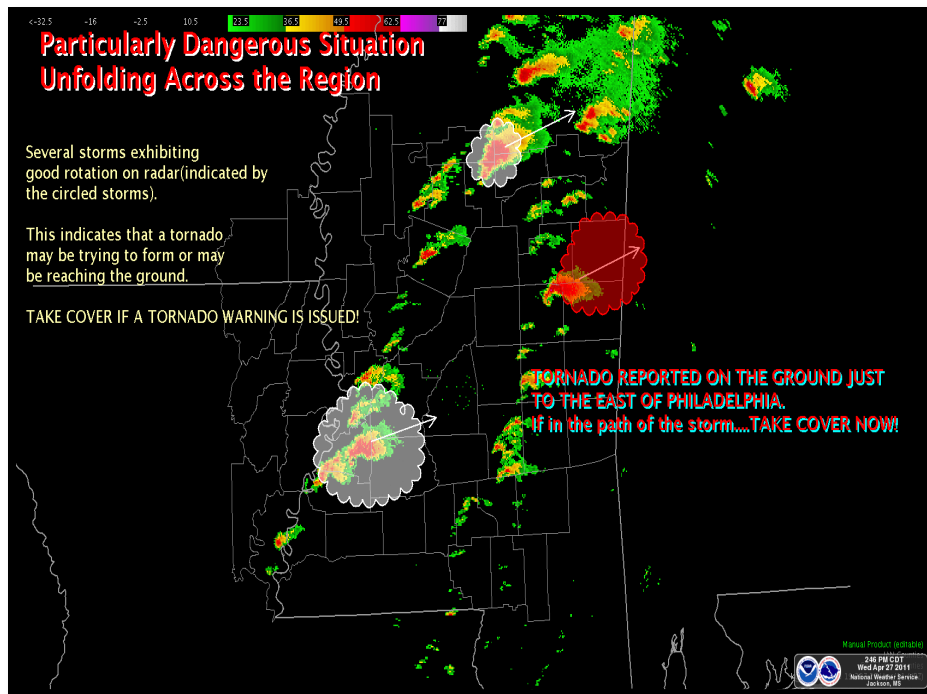 <-32.5 -16 -2.5 10.5 23.5 36.5 49.5 62.5 77
Particularly Dangerous Situation
Unfolding Across the Region
Several storms exhibiting
good rotation on radar(indicated by
the circled storms).
This indicates that a tornado
may be trying to form or may
be reaching the ground.
TAKE COVER IF A TORNADO WARNING IS ISSUED!
TORNADO REPORTED ON THE GROUND JUST
TO THE EAST OF PHILADELPHIA.
If in the path of the storm....TAKE COVER NOW!
Manual Product (editable)
246 PM CDT
Wed Apr 27 2011
National Weather Service
Jackson, MS